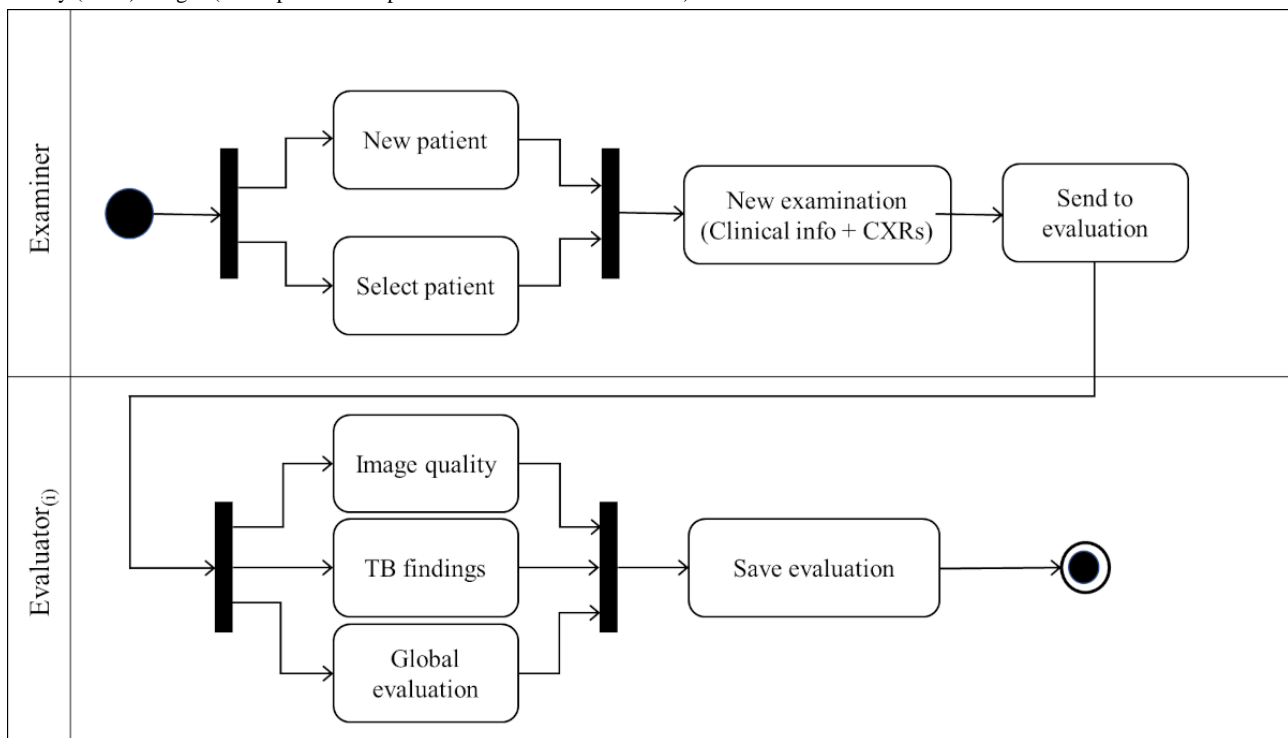 Examiner
New patient
Select patient
New examination
(Clinical info + CXRs)
Send to
evaluation
Evaluator(i)
Image quality
TB findings
Global
evaluation
Save evaluation